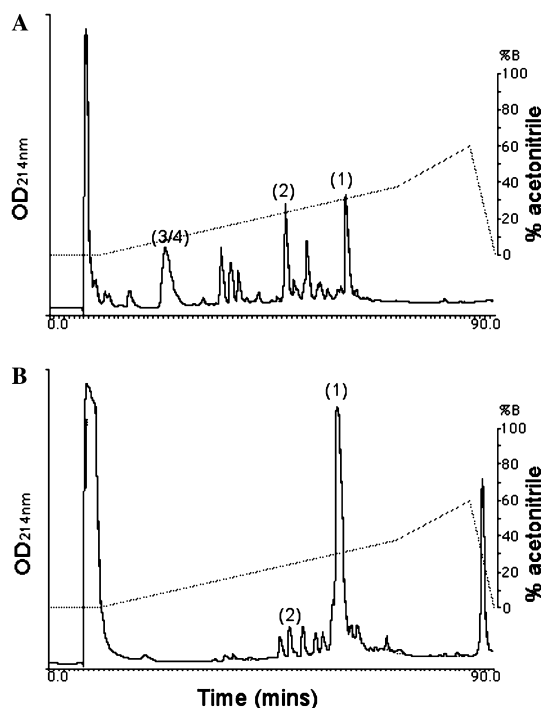 A
OD214nm
(3/4)
(2)
(1)
%B
100
80
60
40
20
0
% acetonitrile
0.0
90.0
B
OD214nm
(2)
(1)
%B
100
80
60
40
20
0
% acetonitrile
0.0
90.0
Time (mins)